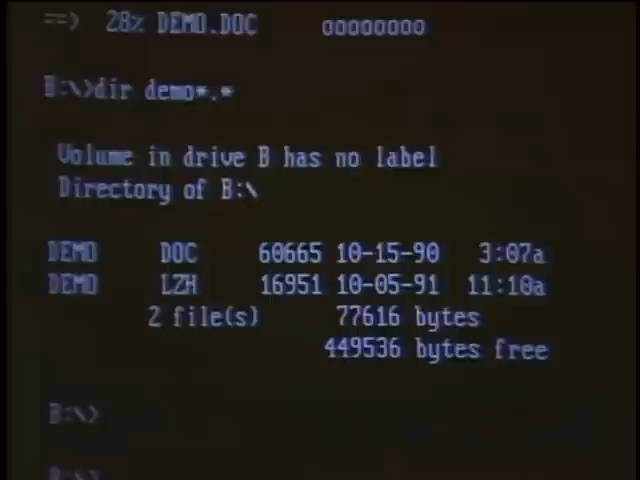 ==> 28% DEMO.DOC oooooooo
B:\>dir demo*.*
Volume in drive B has no label
Directory of B:\
DEMO DOC 60665 10-15-90 3:07a
DEMO LZH 16951 10-05-91 11:10a
2 file(s) 77616 bytes
449536 bytes free
B:\>
B:\>